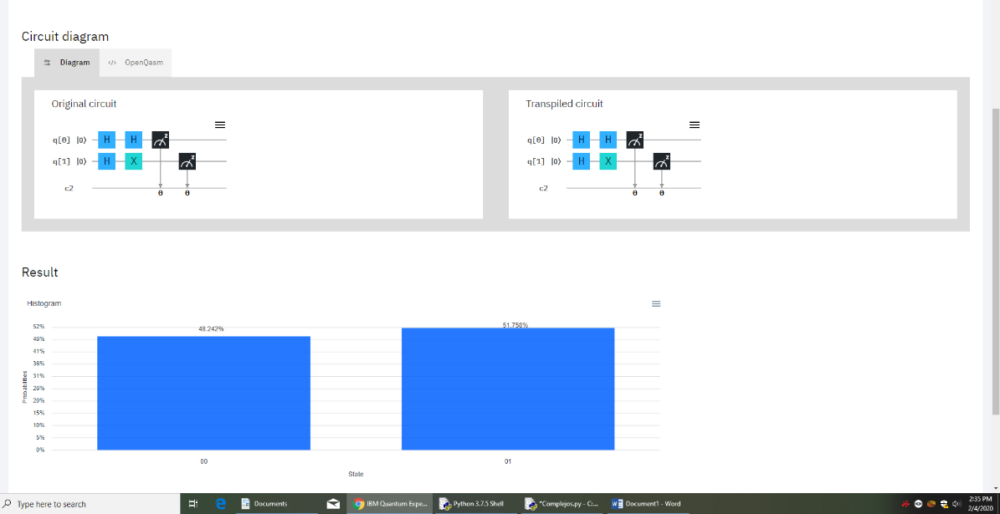 Circuit diagram
Diagram </> OpenQasm
Original circuit
q[0] |0⟩ H H z
q[1] |0⟩ H X z
c2
0 0
Transpiled circuit
q[0] |0⟩ H H z
q[1] |0⟩ H X z
c2
0 0
Result
Histogram
52%
46%
41%
36%
31%
26%
20%
15%
10%
5%
0%
Probabilities
48.242%
51.758%
00 01
State
Type here to search
Documents
IBM Quantum Expe...
Python 3.7.5 Shell
*Complejos.py - C:...
Document1 - Word
2:35 PM
2/4/2020